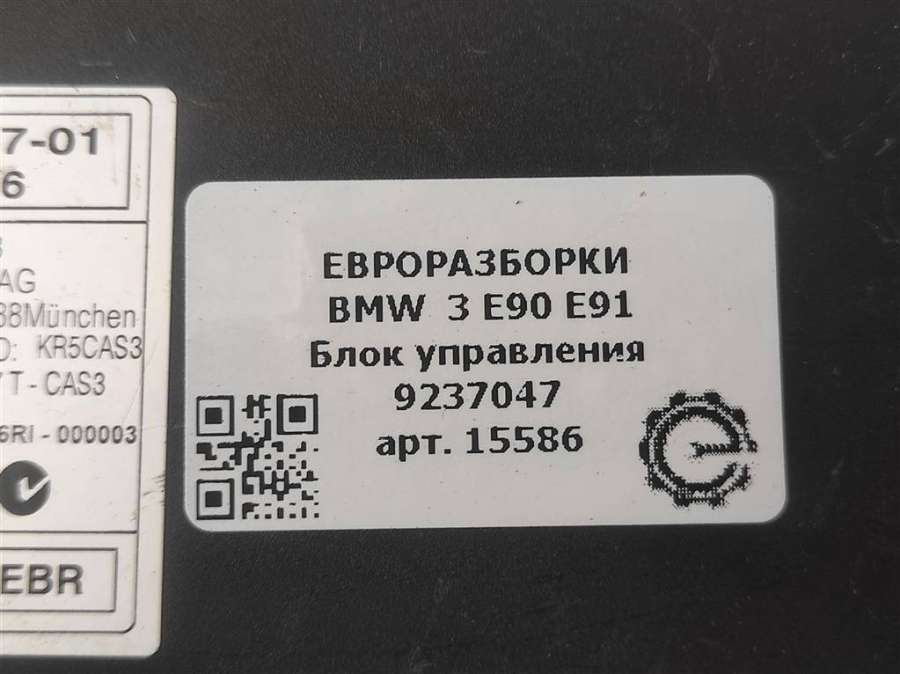 7-01
6
AG
38München
D: KR5CAS3
T - CAS3
6RI - 000003
EBR
ЕВРОРАЗБОРКИ
BMW 3 E90 E91
Блок управления
9237047
арт. 15586